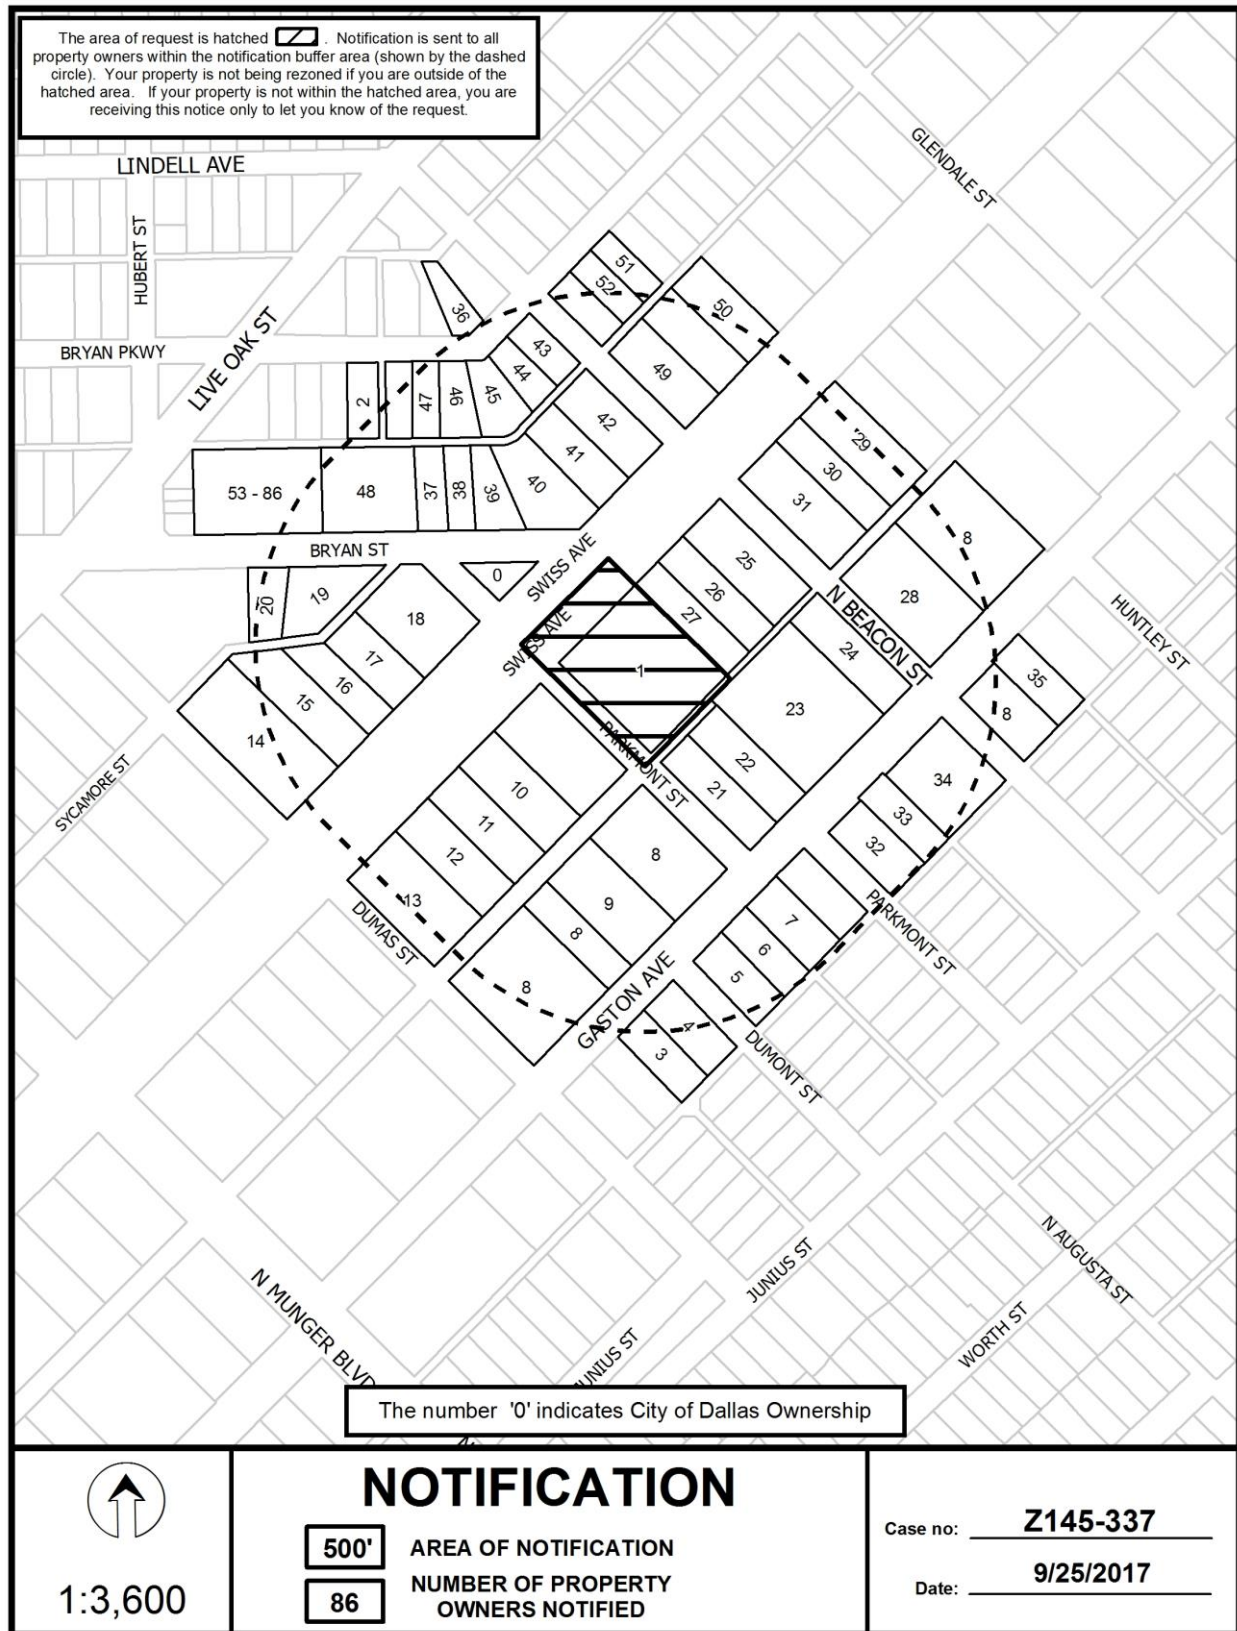 The area of request is hatched . Notification is sent to all
property owners within the notification buffer area (shown by the dashed
circle). Your property is not being rezoned if you are outside of the
hatched area. If your property is not within the hatched area, you are
receiving this notice only to let you know of the request.
LINDELL AVE
HUBERT ST
GLENDALE ST
LIVE OAK ST
BRYAN PKWY
51
52
50
36
43
44
49
2
47
46
45
42
41
29
30
31
53 - 86
48
37
38
39
40
8
BRYAN ST
SWISS AVE
0
25
26
27
28
N BEACON ST
HUNTLEY ST
20
19
18
SWISS AVE
1
24
17
16
15
14
23
35
8
SYCAMORE ST
PARKMONT ST
22
21
34
33
32
10
11
12
13
8
9
8
8
7
6
5
PARKMONT ST
DUMAS ST
GASTON AVE
4
3
DUMONT ST
N AUGUSTA ST
JUNIUS ST
N MUNGER BLVD
JUNIUS ST
WORTH ST
The number '0' indicates City of Dallas Ownership
1:3,600
NOTIFICATION
500' AREA OF NOTIFICATION
86 NUMBER OF PROPERTY
OWNERS NOTIFIED
Case no: Z145-337
Date: 9/25/2017